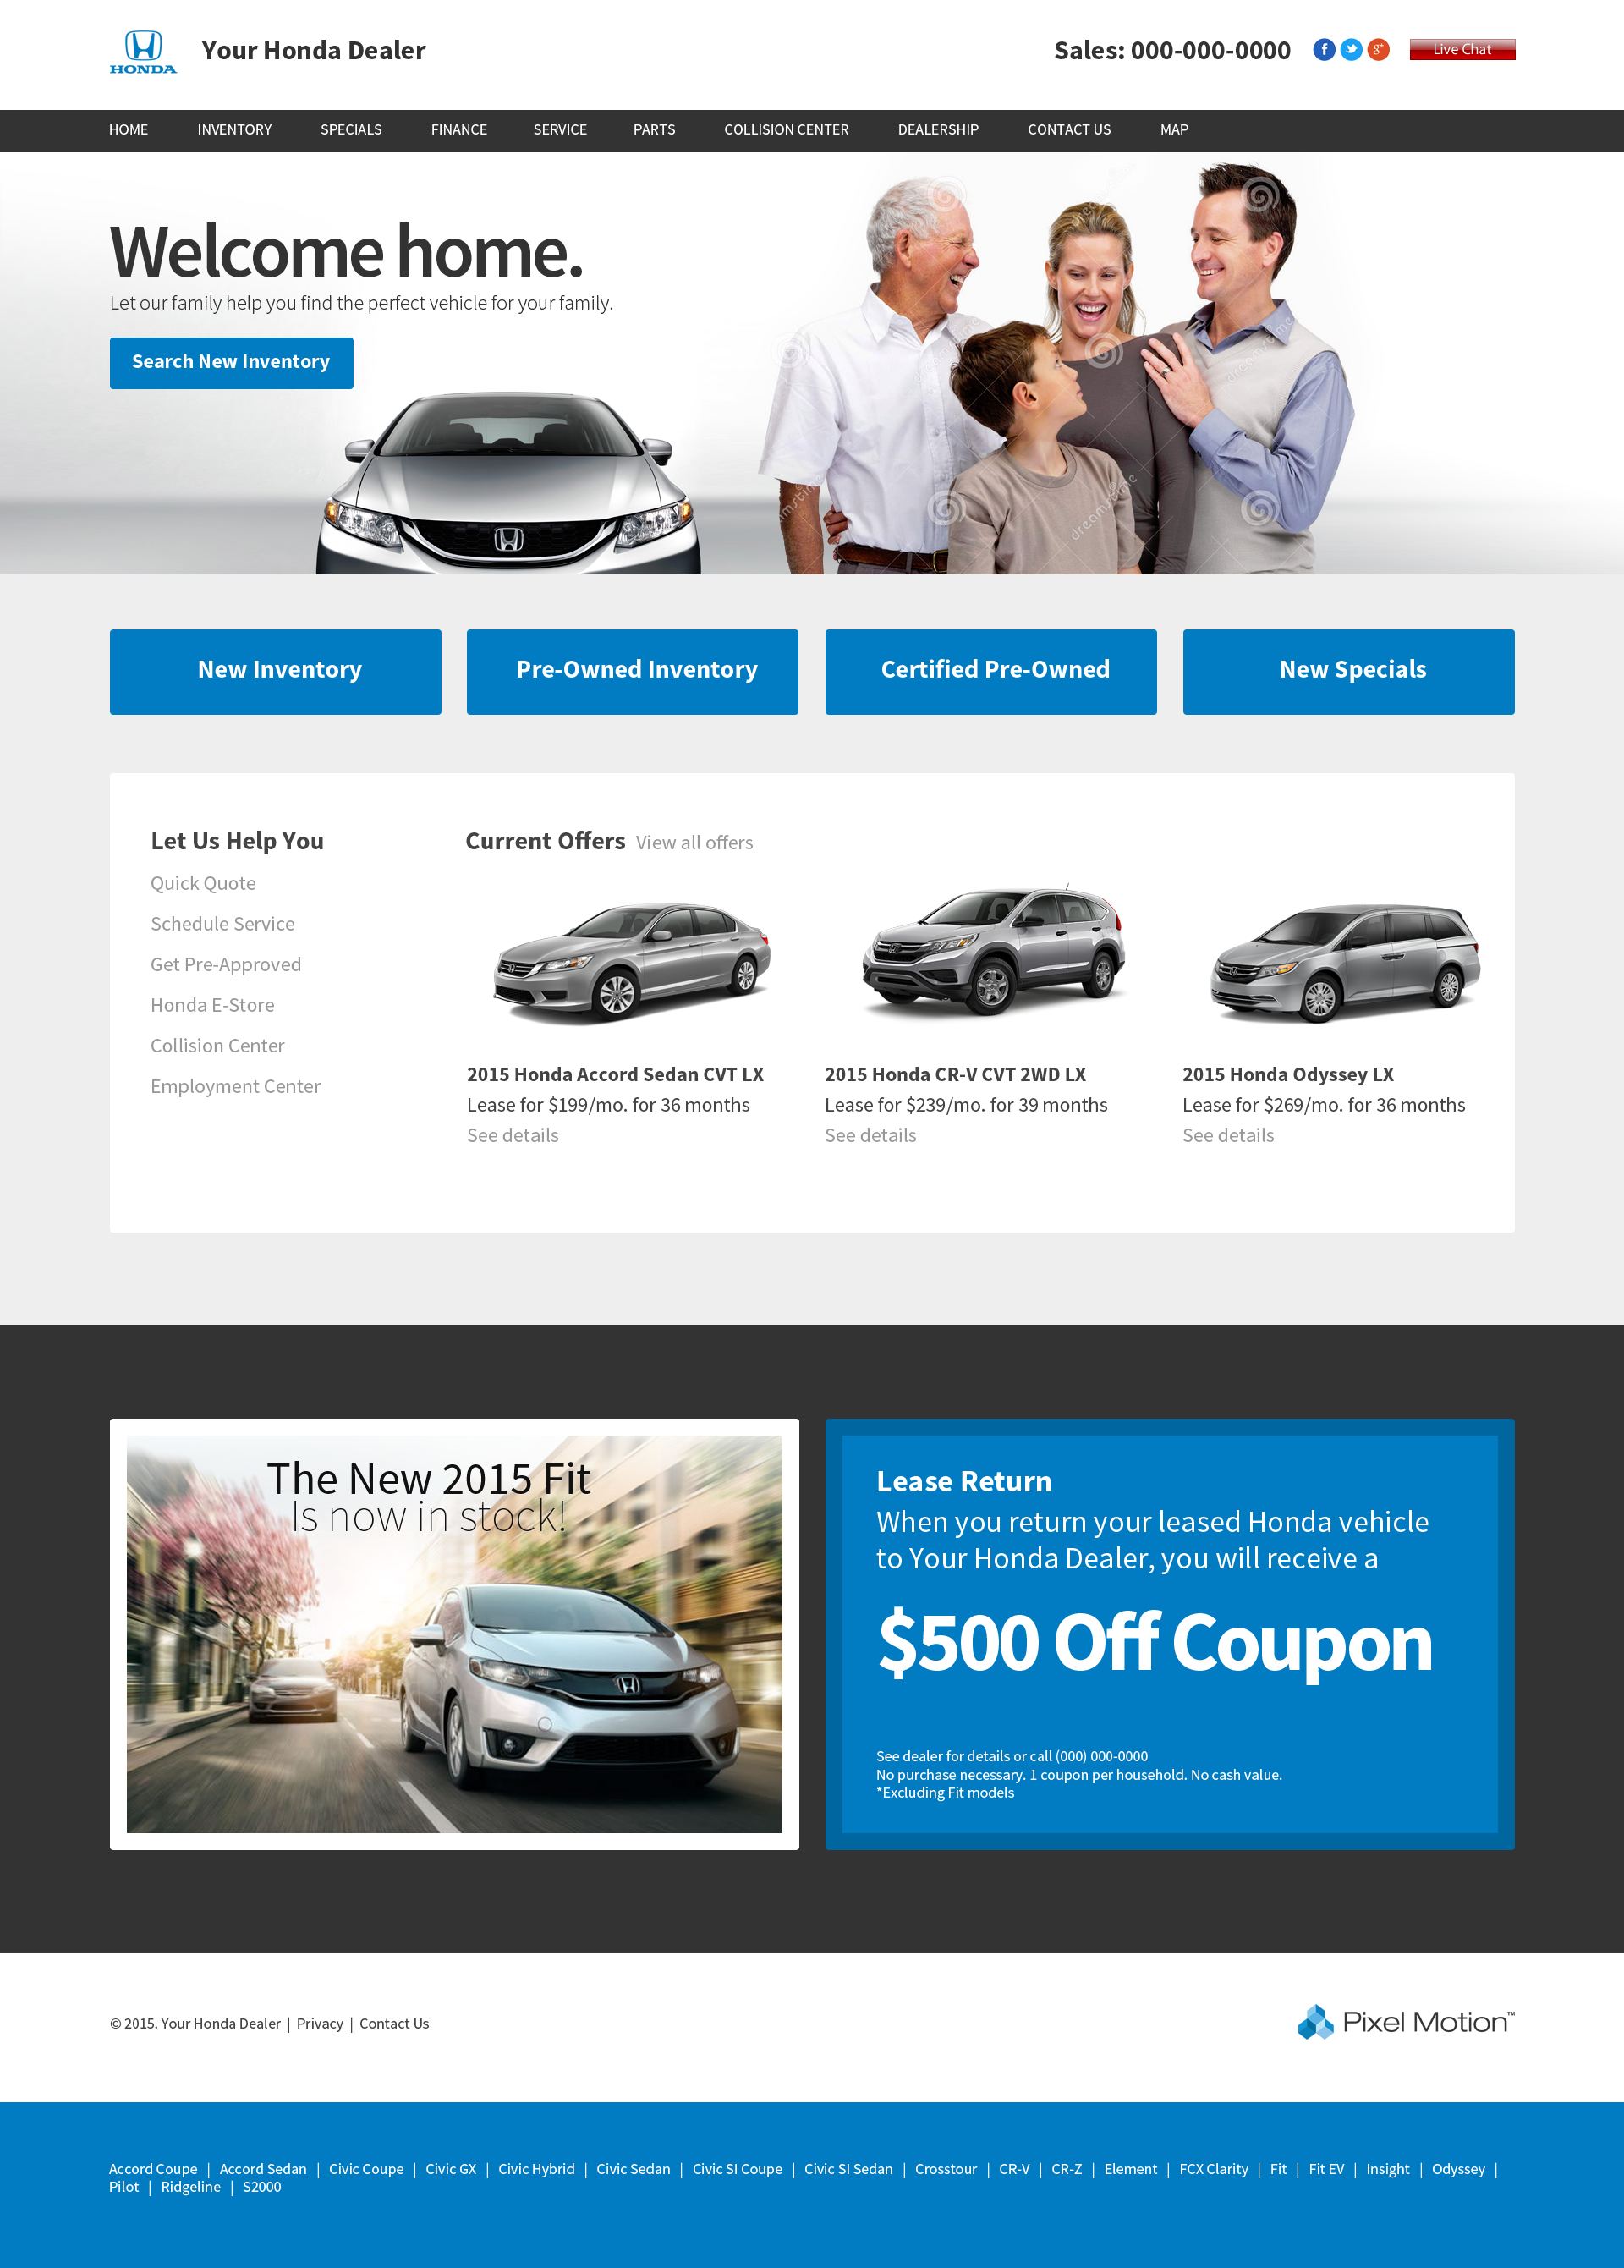 HONDA
Your Honda Dealer
Sales: 000-000-0000
f
g+
Live Chat
HOME INVENTORY SPECIALS FINANCE SERVICE PARTS COLLISION CENTER DEALERSHIP CONTACT US MAP
Welcome home.
Let our family help you find the perfect vehicle for your family.
Search New Inventory
dreamstime
New Inventory
Pre-Owned Inventory
Certified Pre-Owned
New Specials
Let Us Help You
Quick Quote
Schedule Service
Get Pre-Approved
Honda E-Store
Collision Center
Employment Center
Current Offers View all offers
2015 Honda Accord Sedan CVT LX
Lease for $199/mo. for 36 months
See details
2015 Honda CR-V CVT 2WD LX
Lease for $239/mo. for 39 months
See details
2015 Honda Odyssey LX
Lease for $269/mo. for 36 months
See details
The New 2015 Fit
Is now in stock!
Lease Return
When you return your leased Honda vehicle
to Your Honda Dealer, you will receive a
$500 Off Coupon
See dealer for details or call (000) 000-0000
No purchase necessary. 1 coupon per household. No cash value.
*Excluding Fit models
© 2015. Your Honda Dealer | Privacy | Contact Us
Pixel Motion™
Accord Coupe | Accord Sedan | Civic Coupe | Civic GX | Civic Hybrid | Civic Sedan | Civic SI Coupe | Civic SI Sedan | Crosstour | CR-V | CR-Z | Element | FCX Clarity | Fit | Fit EV | Insight | Odyssey |
Pilot | Ridgeline | S2000